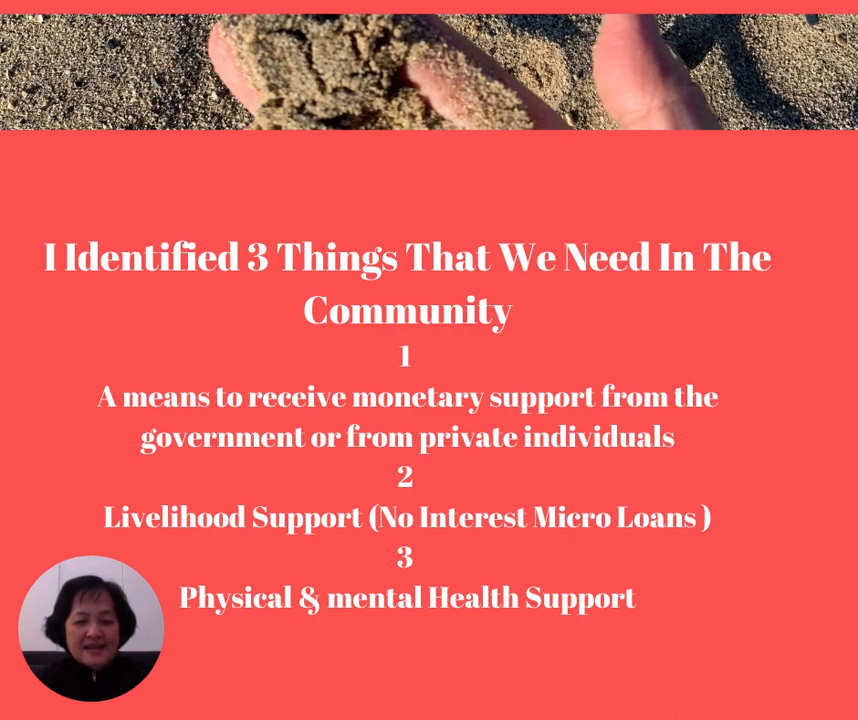 I Identified 3 Things That We Need In The
Community
1
A means to receive monetary support from the
government or from private individuals
2
Livelihood Support (No Interest Micro Loans )
3
Physical & mental Health Support